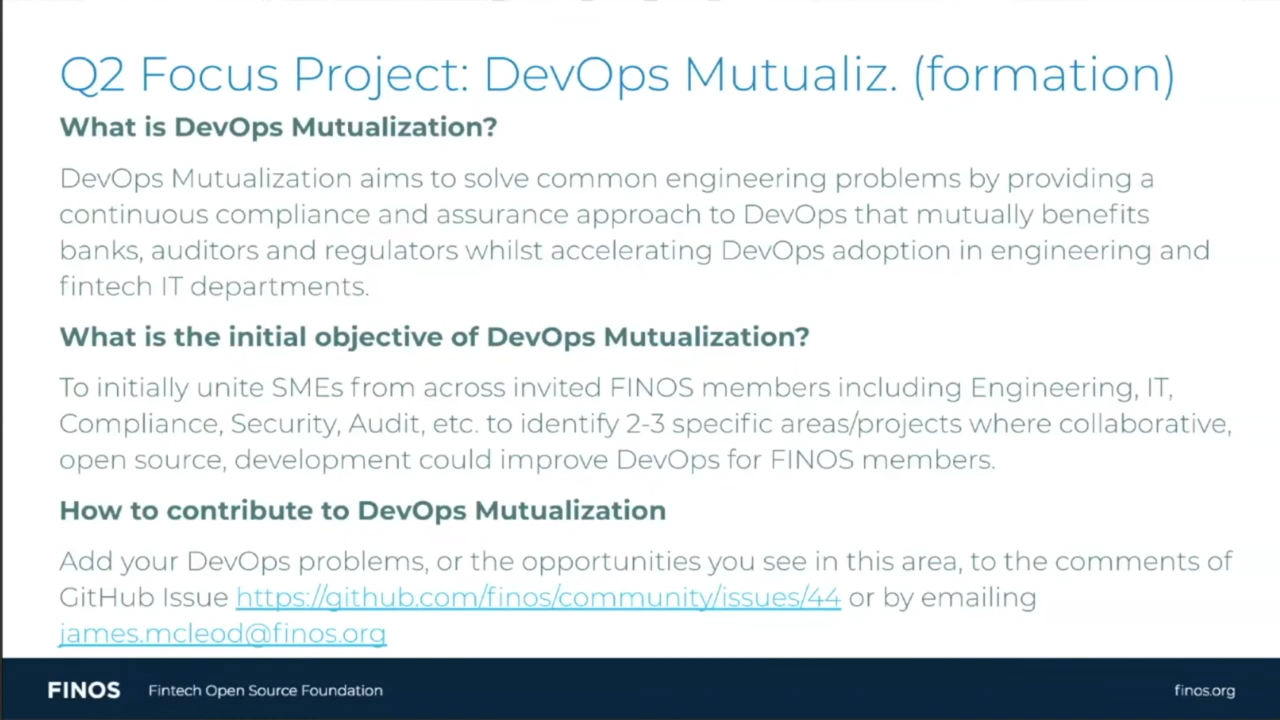 Q2 Focus Project: DevOps Mutualiz. (formation)
What is DevOps Mutualization?
DevOps Mutualization aims to solve common engineering problems by providing a
continuous compliance and assurance approach to DevOps that mutually benefits
banks, auditors and regulators whilst accelerating DevOps adoption in engineering and
fintech IT departments.
What is the initial objective of DevOps Mutualization?
To initially unite SMEs from across invited FINOS members including Engineering, IT,
Compliance, Security, Audit, etc. to identify 2-3 specific areas/projects where collaborative,
open source, development could improve DevOps for FINOS members.
How to contribute to DevOps Mutualization
Add your DevOps problems, or the opportunities you see in this area, to the comments of
GitHub Issue https://github.com/finos/community/issues/44 or by emailing
james.mcleod@finos.org
FINOS Fintech Open Source Foundation finos.org